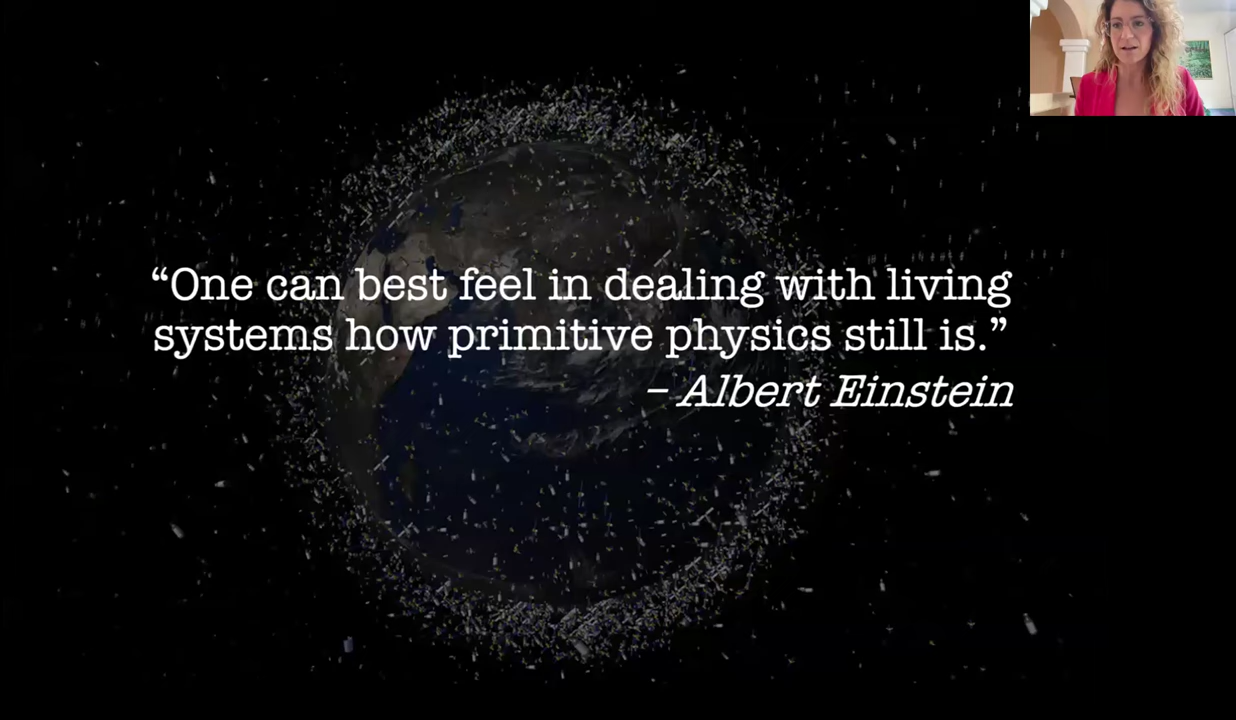 “One can best feel in dealing with living
systems how primitive physics still is.”
– Albert Einstein